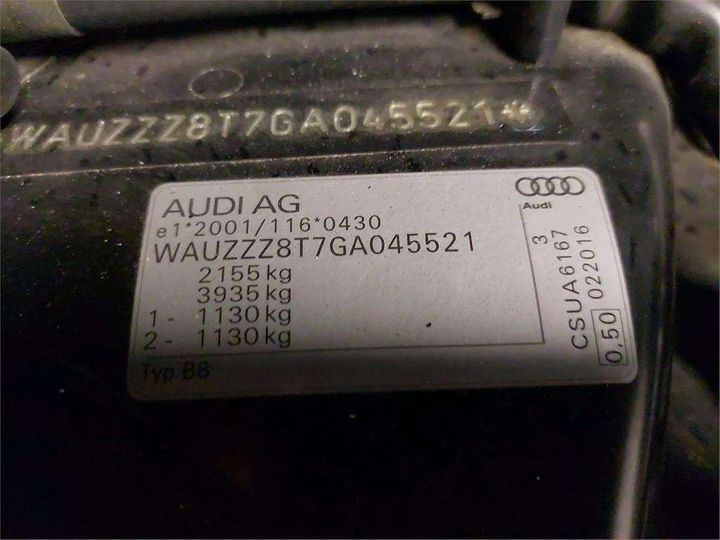 WAUZZZ8T7GA045521*
AUDI AG
e1*2001/116*0430
WAUZZZ8T7GA045521
2155 kg
3935 kg
1 - 1130 kg
2 - 1130 kg
Typ B8
Audi
3
CSUA6167
022016
0,50